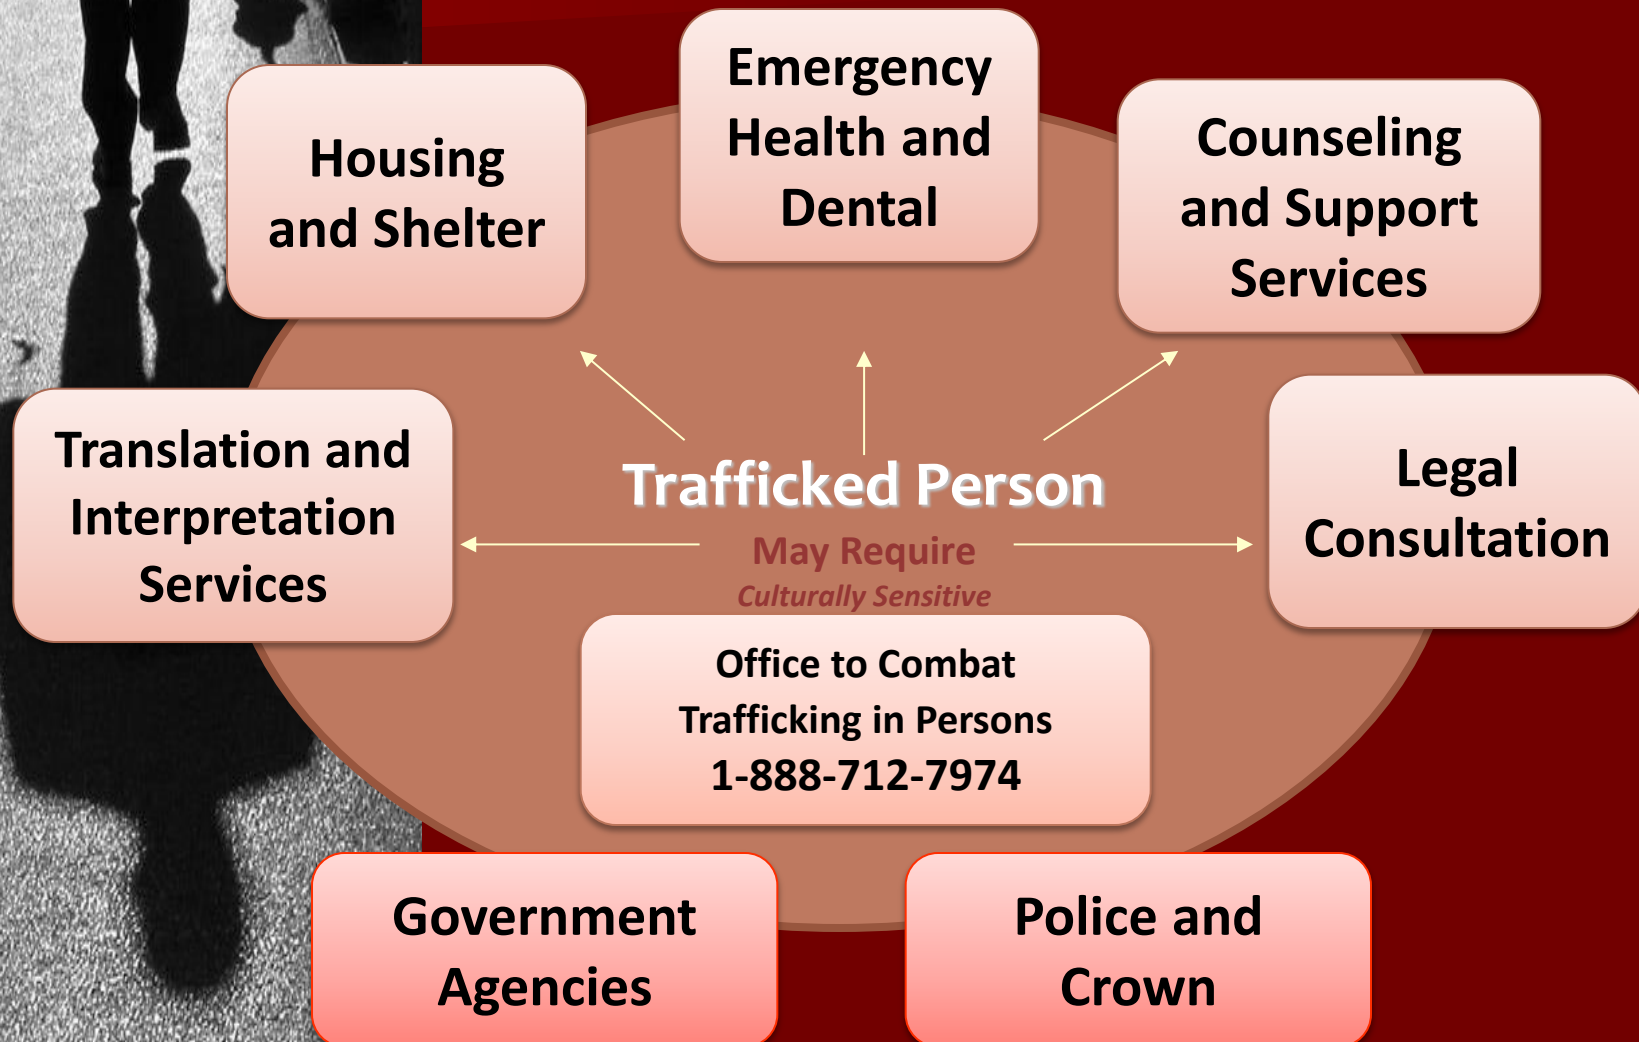 Emergency
Health and
Dental
Housing
and Shelter
Counseling
and Support
Services
Translation and
Interpretation
Services
Trafficked Person
May Require
Culturally Sensitive
Legal
Consultation
Office to Combat
Trafficking in Persons
1-888-712-7974
Government
Agencies
Police and
Crown